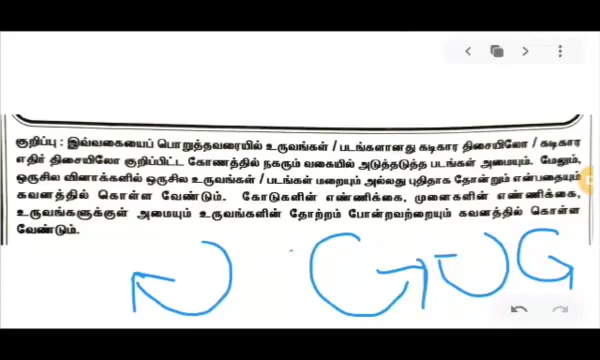 குறிப்பு : இவ்வகையைப் பொறுத்தவரையில் உருவங்கள் / படங்களானது கடிகார திசையிலோ / கடிகார
எதிர் திசையிலோ குறிப்பிட்ட கோணத்தில் நகரும் வகையில் அடுத்தடுத்த படங்கள் அமையும். மேலும்,
ஒருசில வினாக்களில் ஒருசில உருவங்கள் / படங்கள் மறையும் அல்லது புதிதாக தோன்றும் என்பதையும்
கவனத்தில் கொள்ள வேண்டும். கோடுகளின் எண்ணிக்கை, முனைகளின் எண்ணிக்கை,
உருவங்களுக்குள் அமையும் உருவங்களின் தோற்றம் போன்றவற்றையும் கவனத்தில் கொள்ள
வேண்டும்.